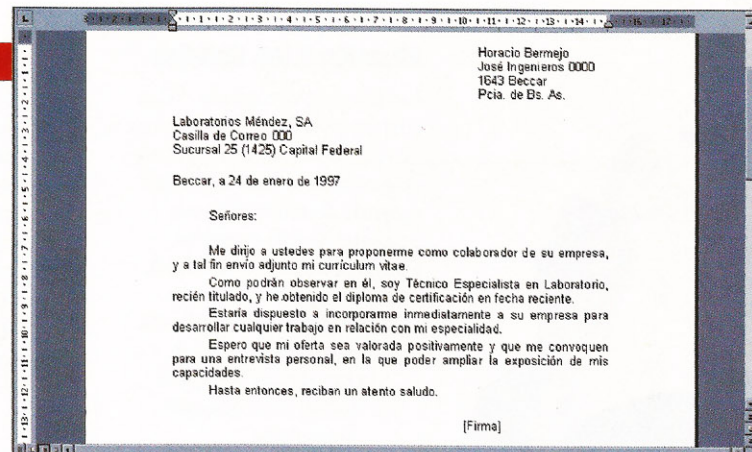 Horacio Bermejo
José Ingenieros 0000
1643 Beccar
Pcia. de Bs. As.
Laboratorios Méndez, SA
Casilla de Correo 000
Sucursal 25 (1425) Capital Federal
Beccar, a 24 de enero de 1997
Señores:
Me dirijo a ustedes para proponerme como colaborador de su empresa,
y a tal fin envío adjunto mi curriculum vitae.
Como podrán observar en él, soy Técnico Especialista en Laboratorio,
recién titulado, y he obtenido el diploma de certificación en fecha reciente.
Estaría dispuesto a incorporarme inmediatamente a su empresa para
desarrollar cualquier trabajo en relación con mi especialidad.
Espero que mi oferta sea valorada positivamente y que me convoquen
para una entrevista personal, en la que poder ampliar la exposición de mis
capacidades.
Hasta entonces, reciban un atento saludo.
[Firma]